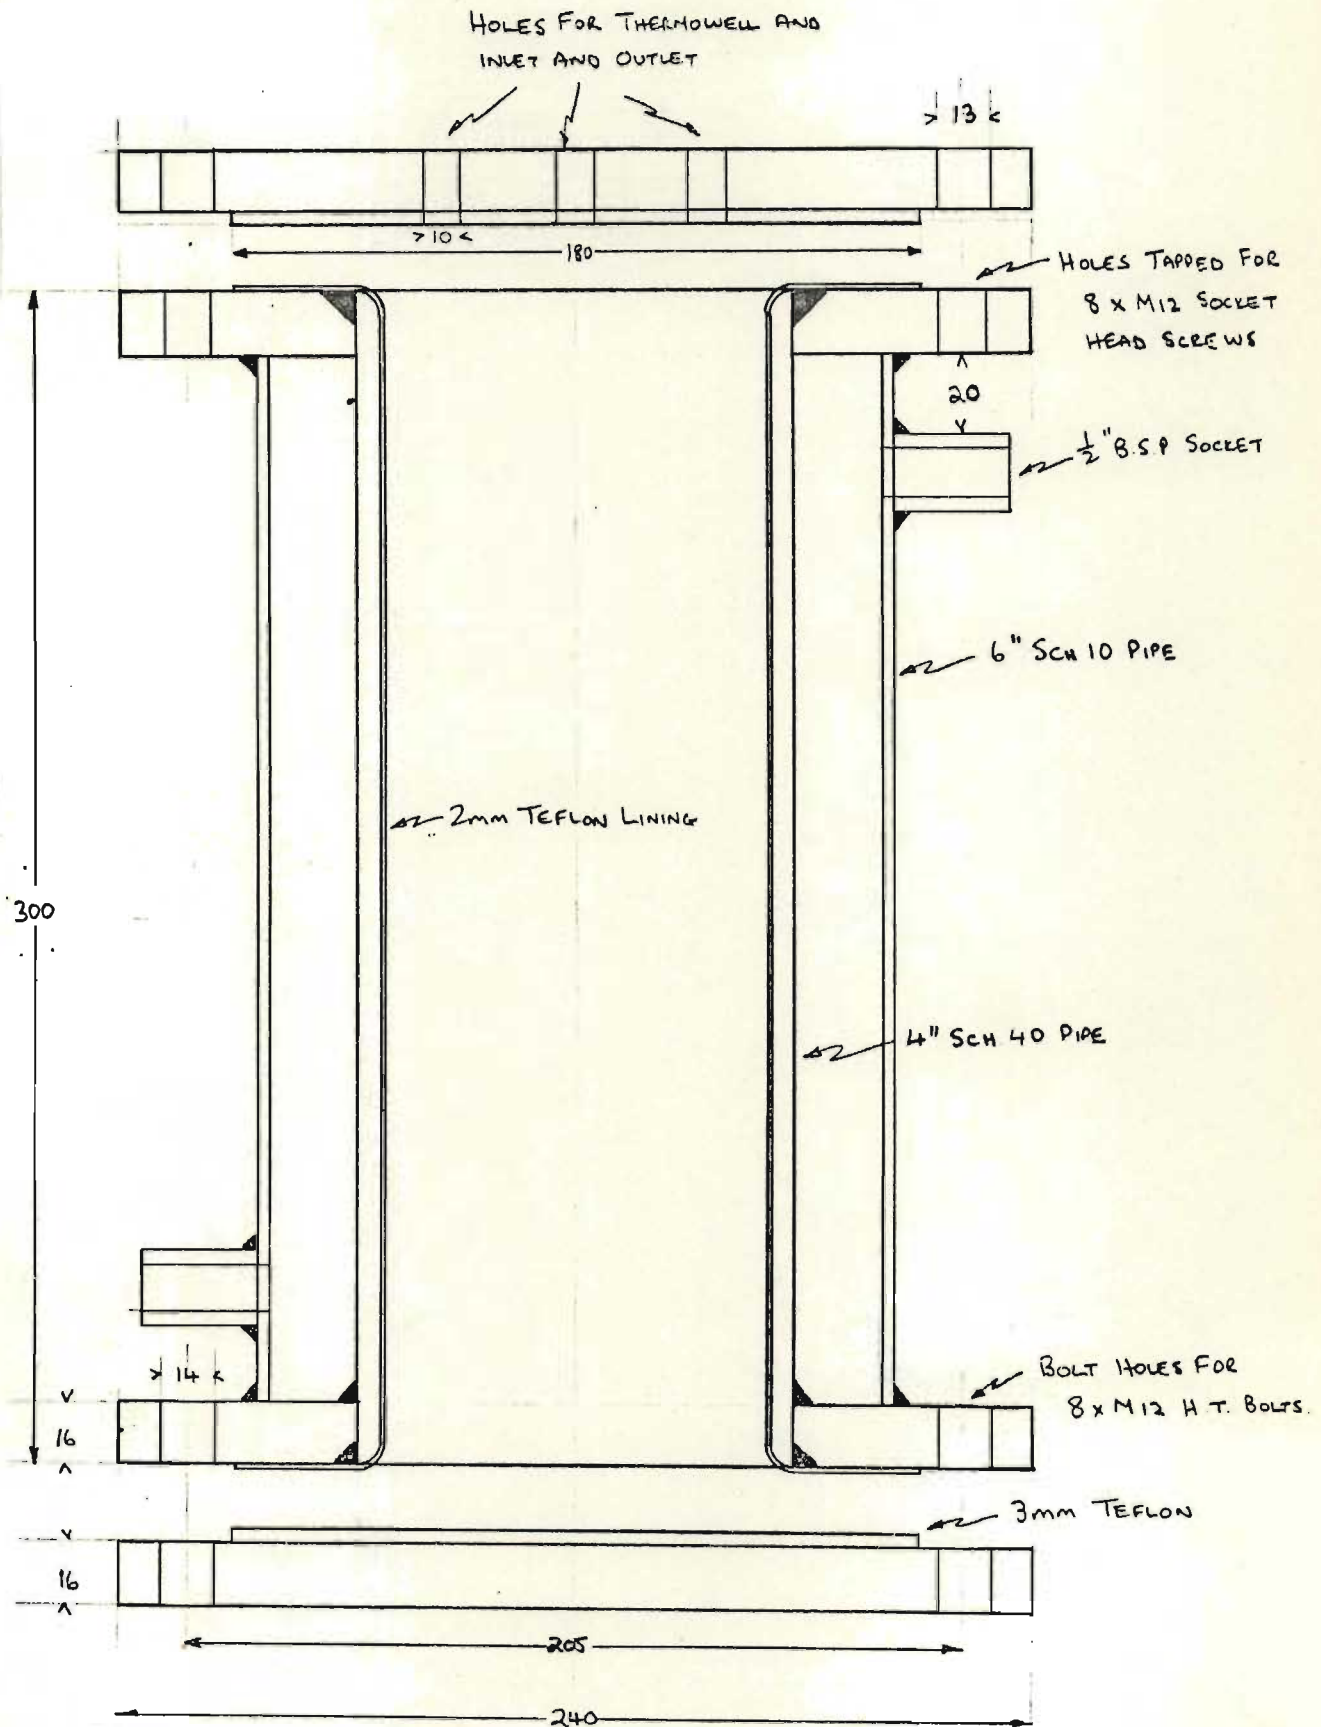 HOLES FOR THERMOWELL AND
INLET AND OUTLET
> 13 <
> 10 <
180
HOLES TAPPED FOR
8 x M12 SOCKET
HEAD SCREWS
20
1/2" B.S.P SOCKET
6" SCH 10 PIPE
2mm TEFLON LINING
300
4" SCH 40 PIPE
> 14 <
BOLT HOLES FOR
8 x M12 H.T. BOLTS.
16
3mm TEFLON
16
205
240